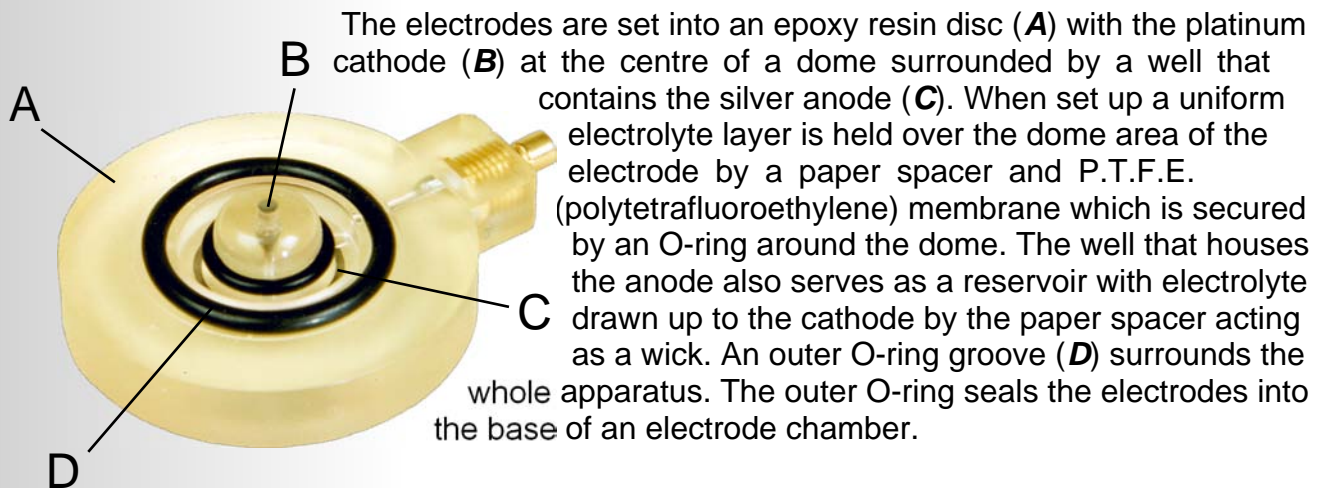 The electrodes are set into an epoxy resin disc (A) with the platinum
B cathode (B) at the centre of a dome surrounded by a well that
A contains the silver anode (C). When set up a uniform
electrolyte layer is held over the dome area of the
electrode by a paper spacer and P.T.F.E.
(polytetrafluoroethylene) membrane which is secured
by an O-ring around the dome. The well that houses
the anode also serves as a reservoir with electrolyte
C drawn up to the cathode by the paper spacer acting
as a wick. An outer O-ring groove (D) surrounds the
whole apparatus. The outer O-ring seals the electrodes into
the base of an electrode chamber.
D